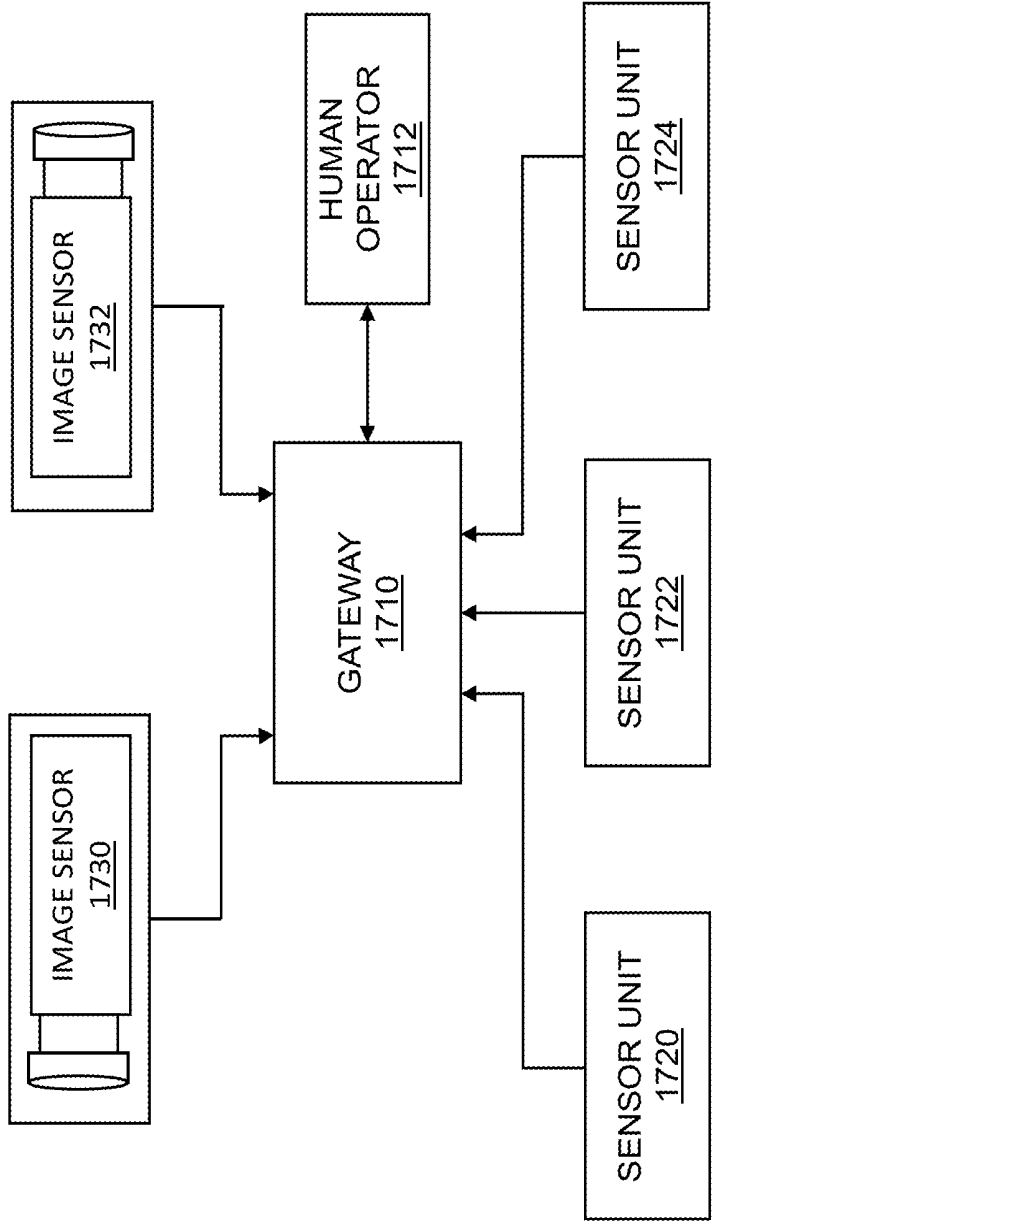 IMAGE SENSOR
1730
IMAGE SENSOR
1732
GATEWAY
1710
HUMAN
OPERATOR
1712
SENSOR UNIT
1720
SENSOR UNIT
1722
SENSOR UNIT
1724